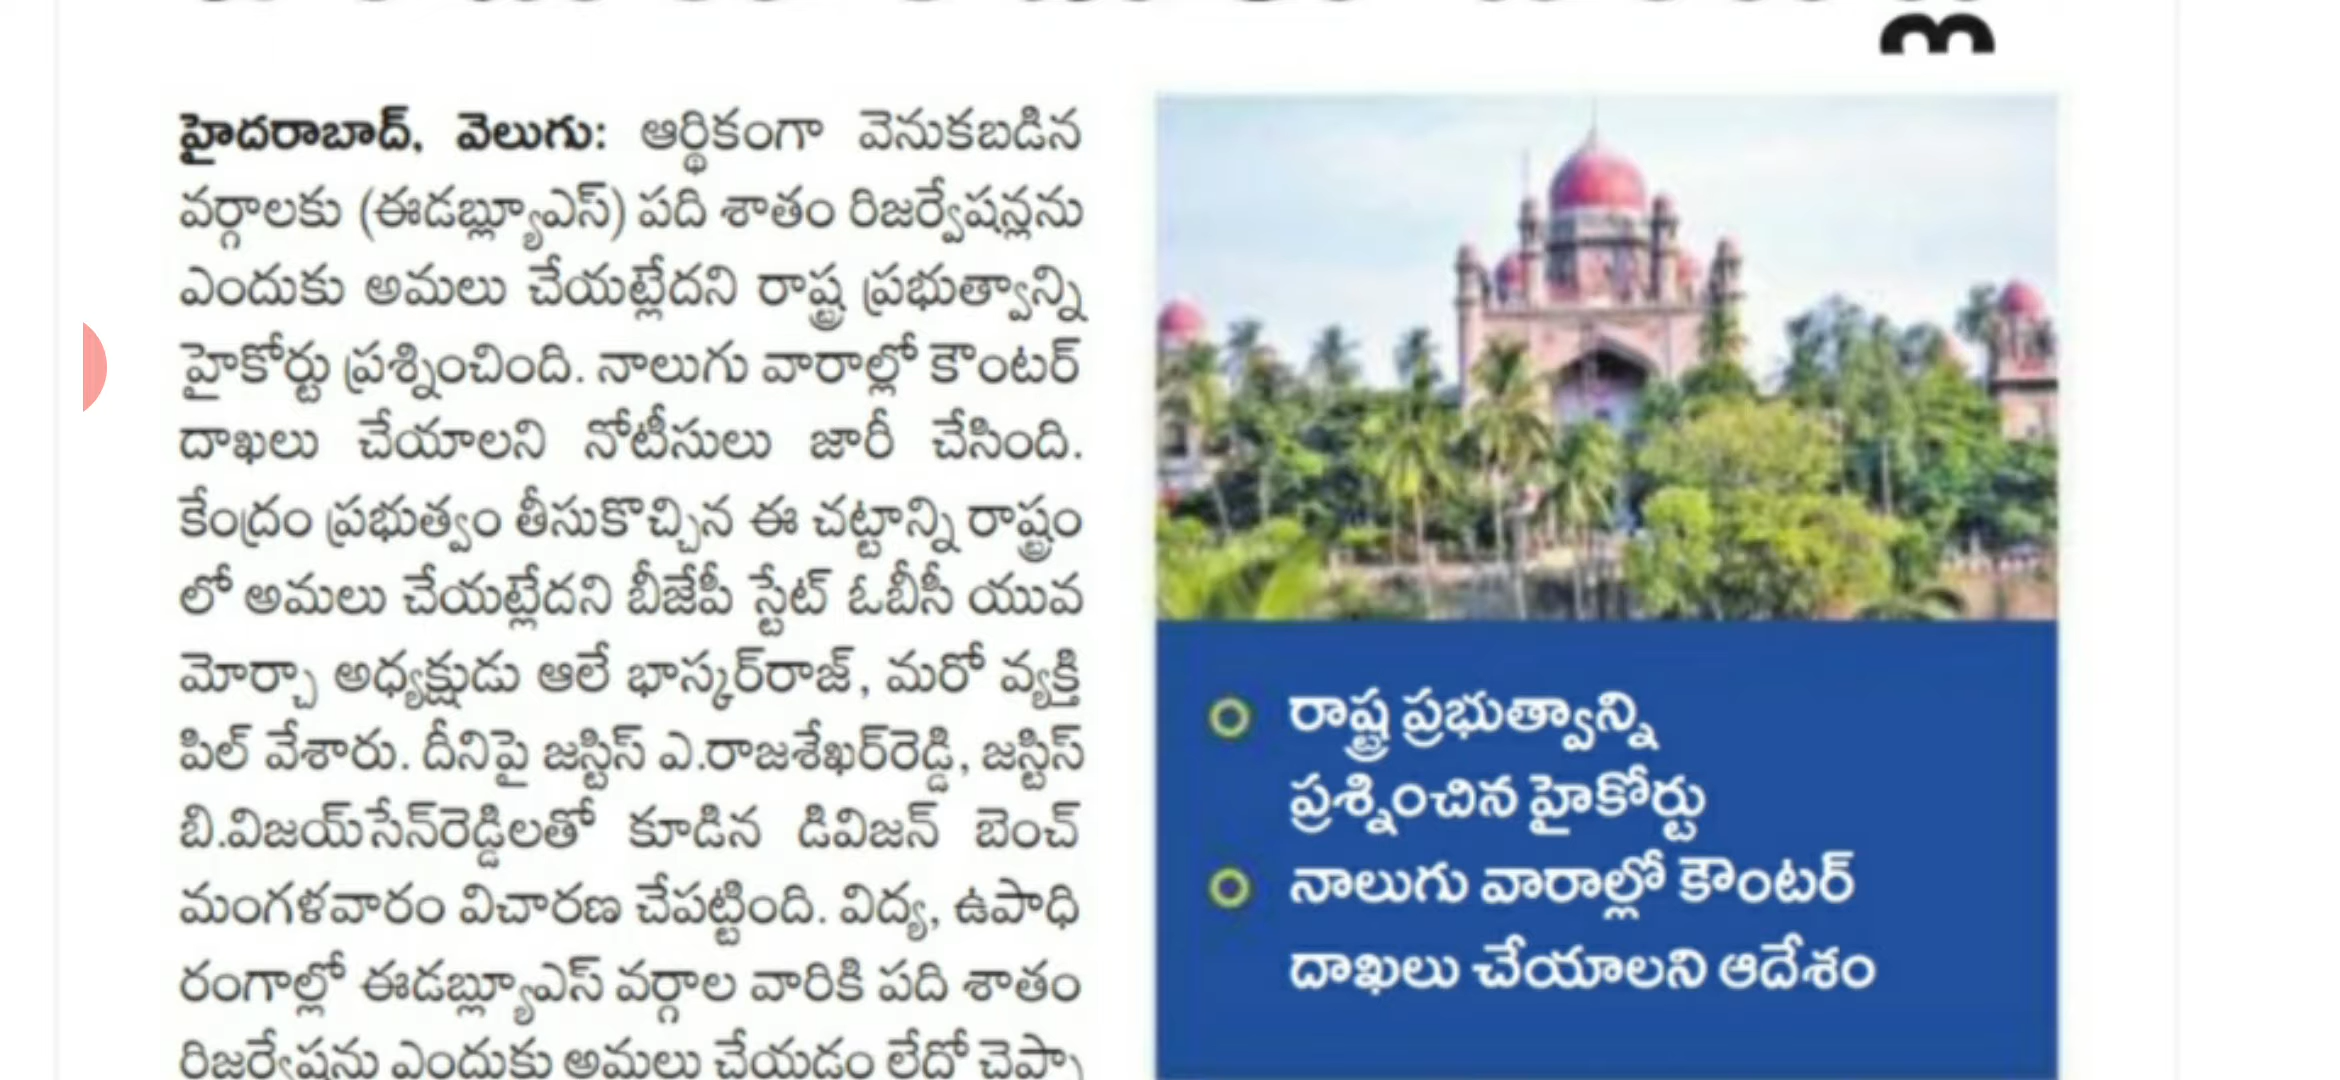 హైదరాబాద్, వెలుగు: ఆర్థికంగా వెనుకబడిన
వర్గాలకు (ఈడబ్ల్యూఎస్) పది శాతం రిజర్వేషన్లను
ఎందుకు అమలు చేయట్లేదని రాష్ట్ర ప్రభుత్వాన్ని
హైకోర్టు ప్రశ్నించింది. నాలుగు వారాల్లో కౌంటర్
దాఖలు చేయాలని నోటీసులు జారీ చేసింది.
కేంద్రం ప్రభుత్వం తీసుకొచ్చిన ఈ చట్టాన్ని రాష్ట్రం
లో అమలు చేయట్లేదని బీజేపీ స్టేట్ ఓబీసీ యువ
మోర్చా అధ్యక్షుడు ఆలే భాస్కర్‌రాజ్, మరో వ్యక్తి
పిల్ వేశారు. దీనిపై జస్టిస్ ఎ.రాజశేఖర్‌రెడ్డి, జస్టిస్
బి.విజయ్‌సేన్‌రెడ్డిలతో కూడిన డివిజన్ బెంచ్
మంగళవారం విచారణ చేపట్టింది. విద్య, ఉపాధి
రంగాల్లో ఈడబ్ల్యూఎస్ వర్గాల వారికి పది శాతం
రిజర్వేషన్లను ఎందుకు అమలు చేయడం లేదో చెప్పా
రాష్ట్ర ప్రభుత్వాన్ని
ప్రశ్నించిన హైకోర్టు
నాలుగు వారాల్లో కౌంటర్
దాఖలు చేయాలని ఆదేశం